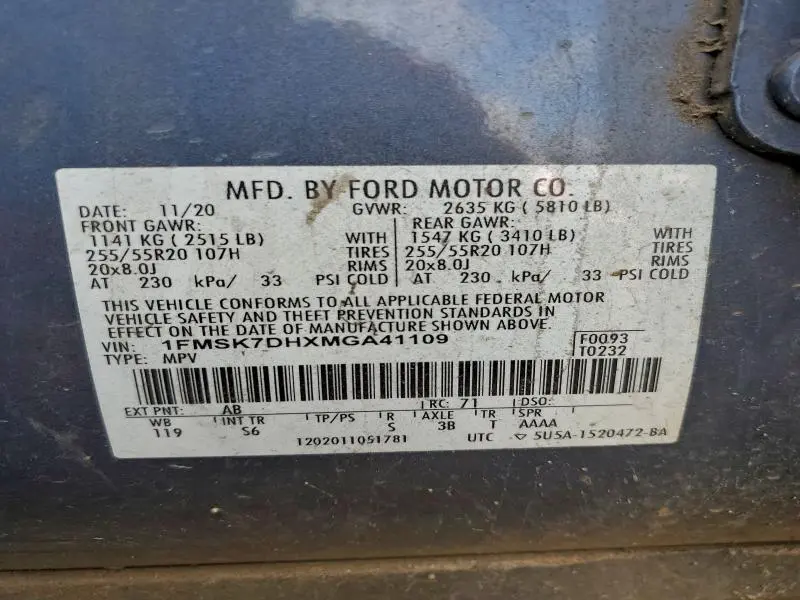 MFD. BY FORD MOTOR CO.
DATE: 11/20 GVWR: 2635 KG ( 5810 LB)
FRONT GAWR: REAR GAWR:
1141 KG ( 2515 LB) WITH 1547 KG ( 3410 LB) WITH
255/55R20 107H TIRES 255/55R20 107H TIRES
20x8.0J RIMS 20x8.0J RIMS
AT 230 kPa/ 33 PSI COLD AT 230 kPa/ 33 PSI COLD
THIS VEHICLE CONFORMS TO ALL APPLICABLE FEDERAL MOTOR
VEHICLE SAFETY AND THEFT PREVENTION STANDARDS IN
EFFECT ON THE DATE OF MANUFACTURE SHOWN ABOVE.
VIN: 1FMSK7DHXMGA41109 F0093
TYPE: MPV T0232
EXT PNT: AB RC: 71 DSO:
WB INT TR TP/PS R AXLE TR SPR
119 S6 S 3B T AAAA
1202011051781 UTC 5U5A-1520472-BA